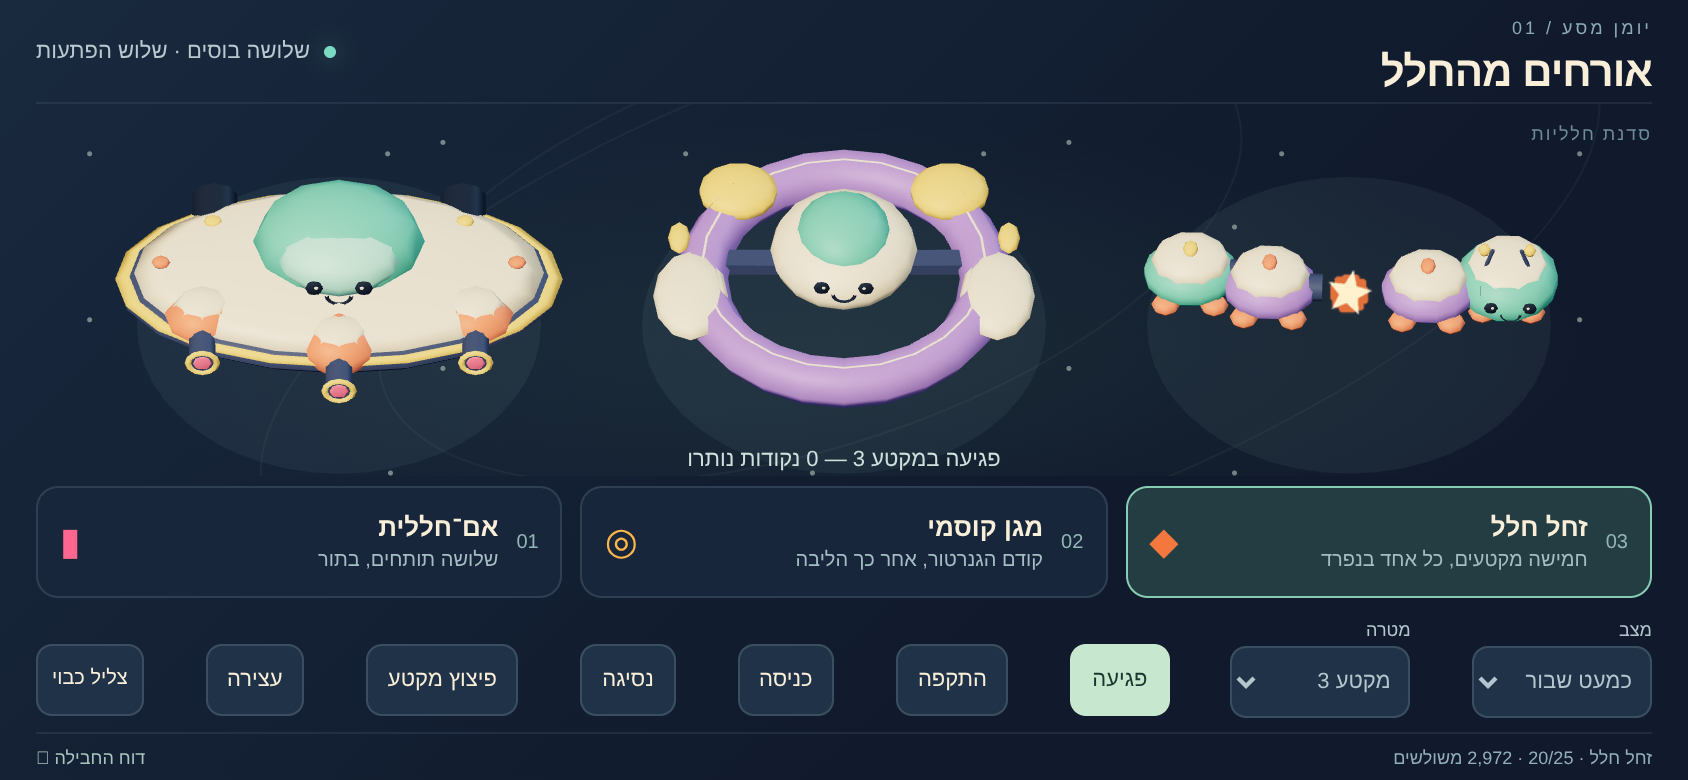 יומן מסע / 01
אורחים מהחלל
שלושה בוסים · שלוש הפתעות
סדנת חלליות
פגיעה במקטע 3 — 0 נקודות נותרו
03
זחל חלל
חמישה מקטעים, כל אחד בנפרד
02
מגן קוסמי
קודם הגנרטור, אחר כך הליבה
01
אם־חללית
שלושה תותחים, בתור
מצב
כמעט שבור
מטרה
מקטע 3
פגיעה
התקפה
כניסה
נסיגה
פיצוץ מקטע
עצירה
צליל כבוי
זחל חלל · 20/25 · 2,972 משולשים
דוח החבילה